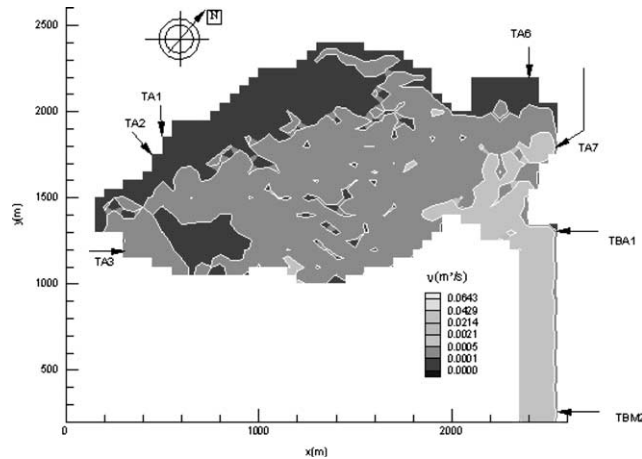 2500
N
TA6
TA1
2000
TA2
TA7
y(m)
1500
TBA1
TA3
ν(m²/s)
1000
0.0643
0.0429
0.0214
0.0021
0.0005
0.0001
0.0000
500
TBM2
0
1000
2000
x(m)